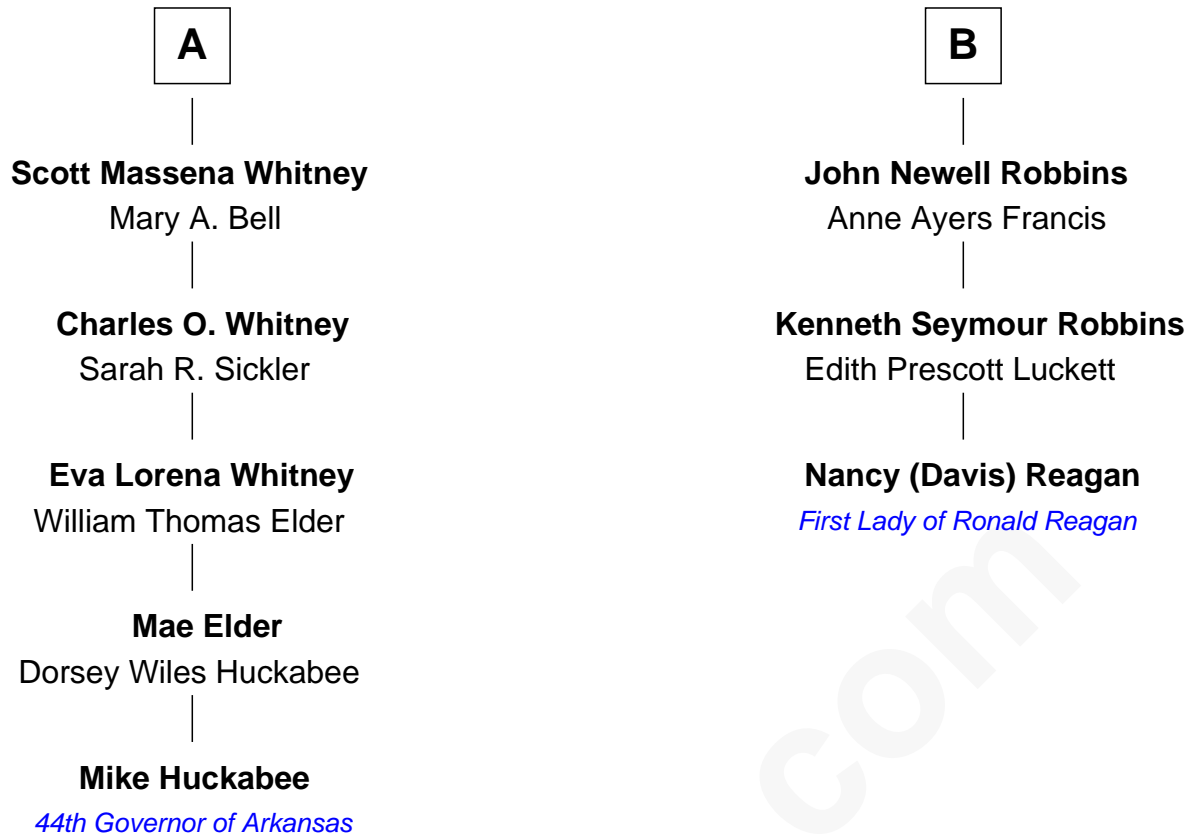 A
Scott Massena Whitney
Mary A. Bell
Charles O. Whitney
Sarah R. Sickler
Eva Lorena Whitney
William Thomas Elder
Mae Elder
Dorsey Wiles Huckabee
Mike Huckabee
44th Governor of Arkansas
B
John Newell Robbins
Anne Ayers Francis
Kenneth Seymour Robbins
Edith Prescott Luckett
Nancy (Davis) Reagan
First Lady of Ronald Reagan
com